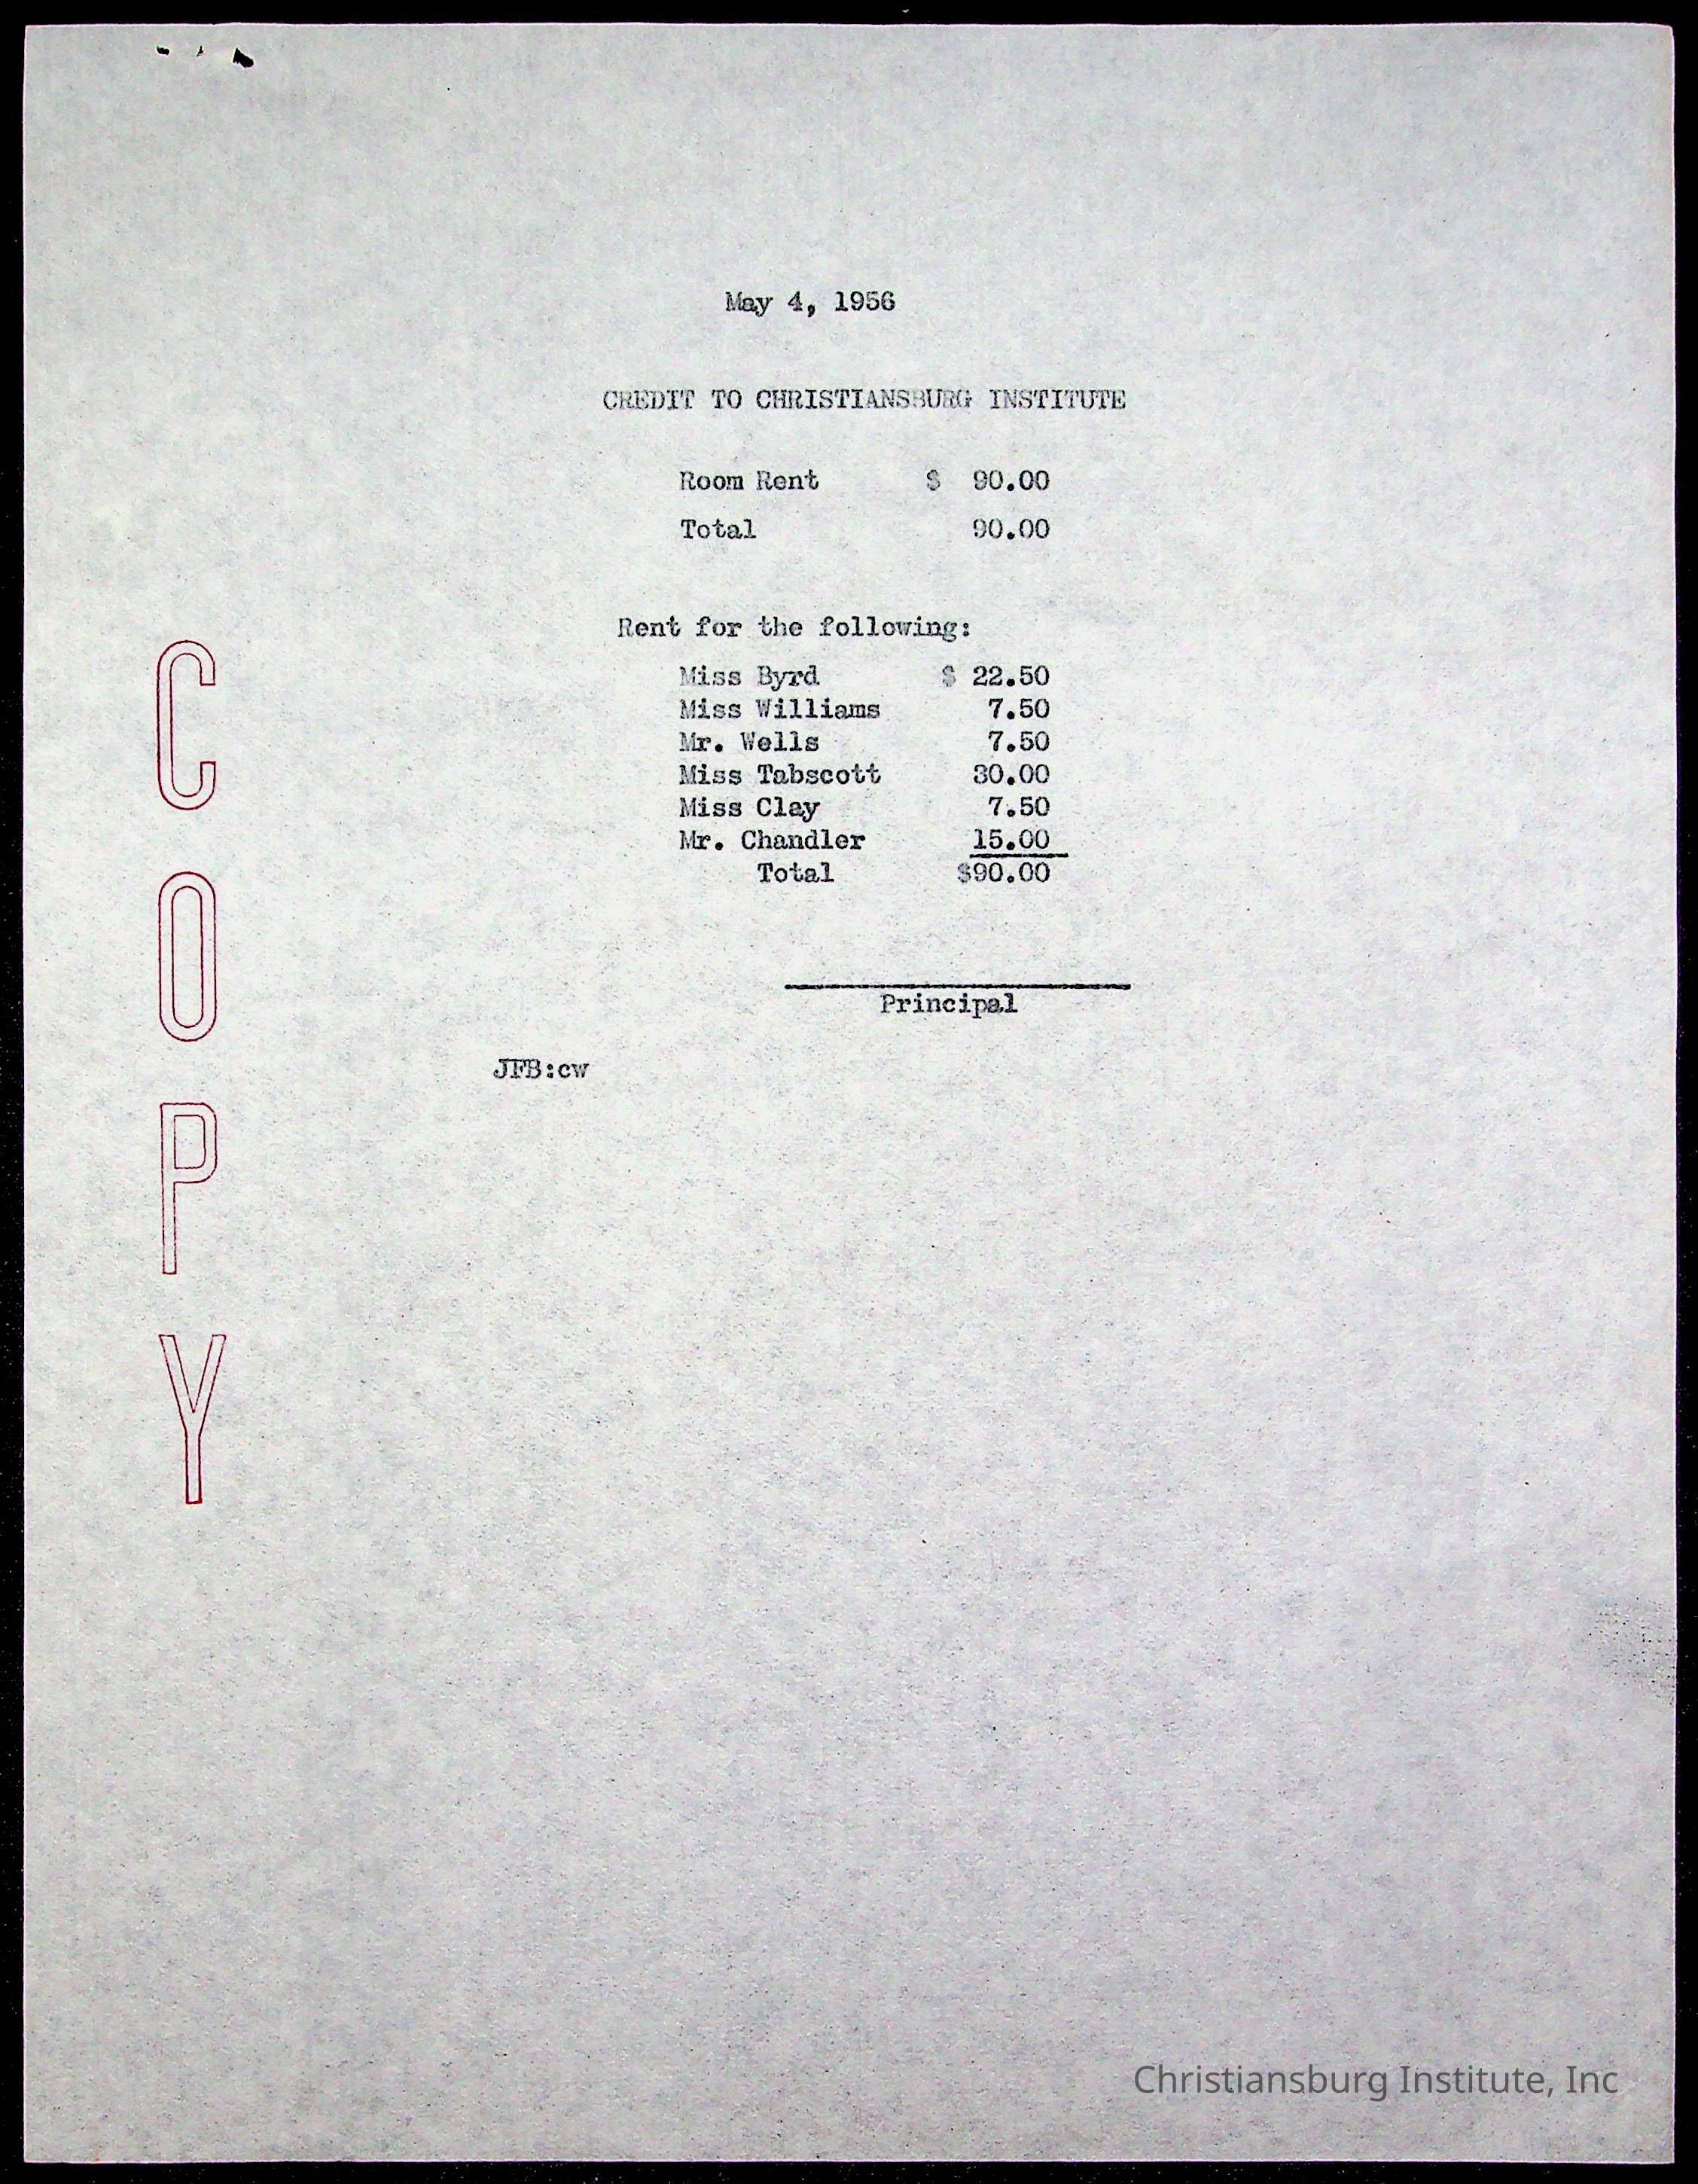 May 4, 1956
CREDIT TO CHRISTIANSBURG INSTITUTE
Room Rent $ 90.00
Total 90.00
Rent for the following:
Miss Byrd $ 22.50
Miss Williams 7.50
Mr. Wells 7.50
Miss Tabscott 30.00
Miss Clay 7.50
Mr. Chandler 15.00
Total $90.00
Principal
JFB:cw
COPY
Christiansburg Institute, Inc